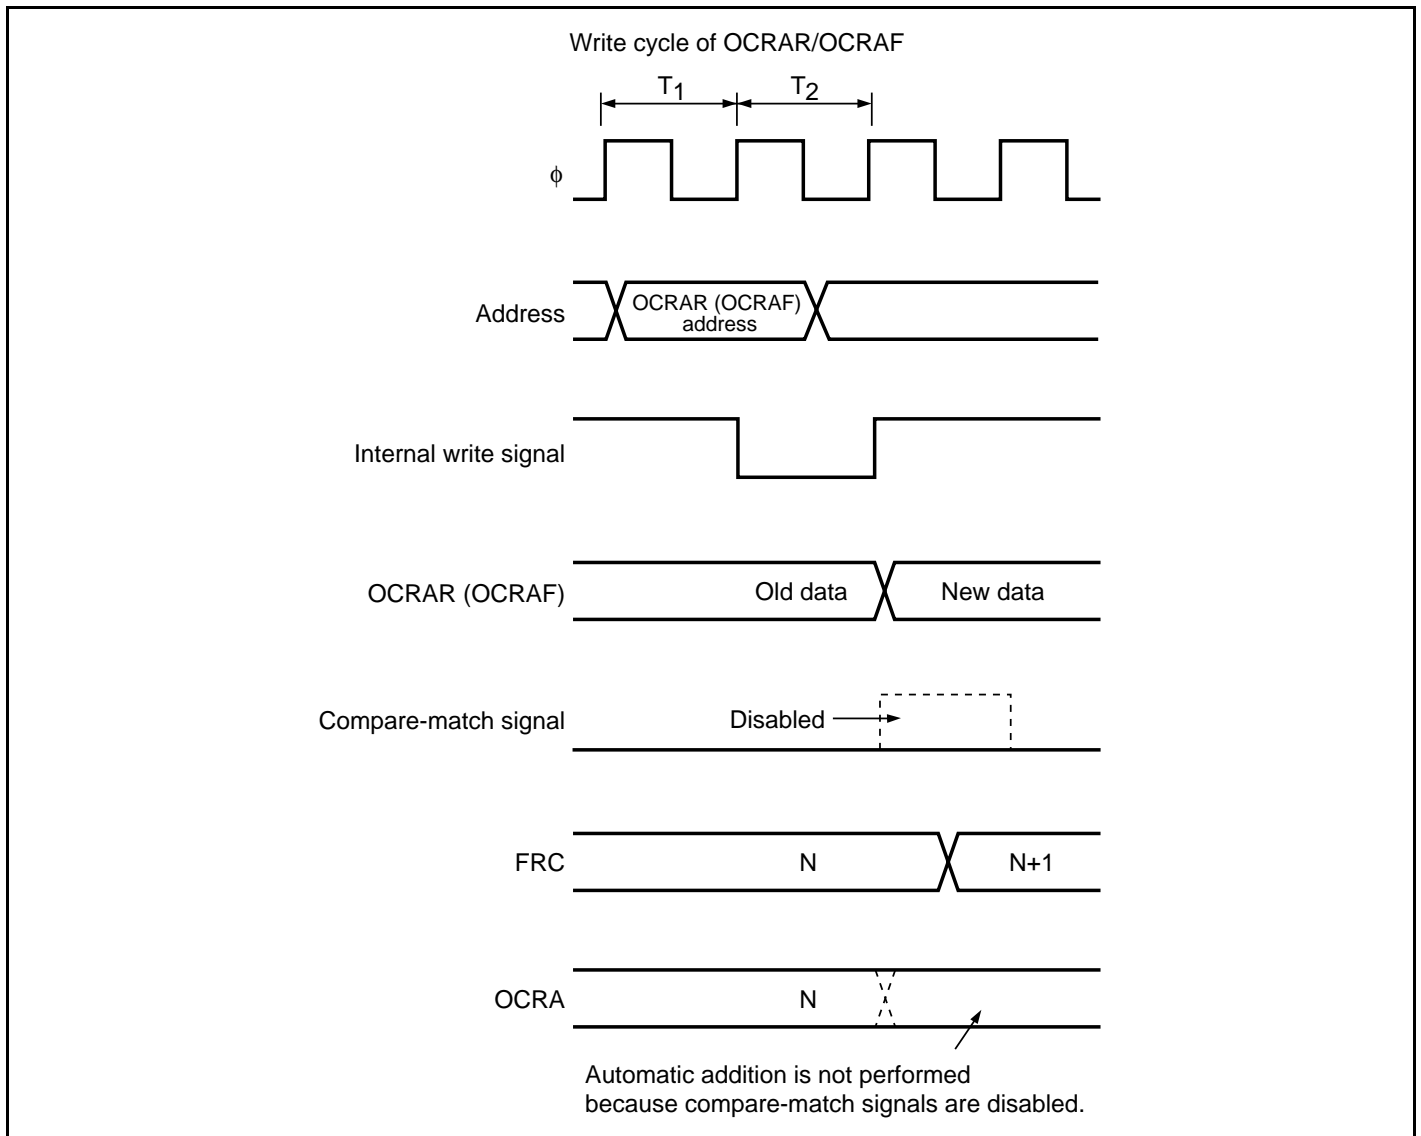 Write cycle of OCRAR/OCRAF
T1
T2
ϕ
Address
OCRAR (OCRAF)
address
Internal write signal
OCRAR (OCRAF)
Old data
New data
Compare-match signal
Disabled
FRC
N
N+1
OCRA
N
Automatic addition is not performed
because compare-match signals are disabled.